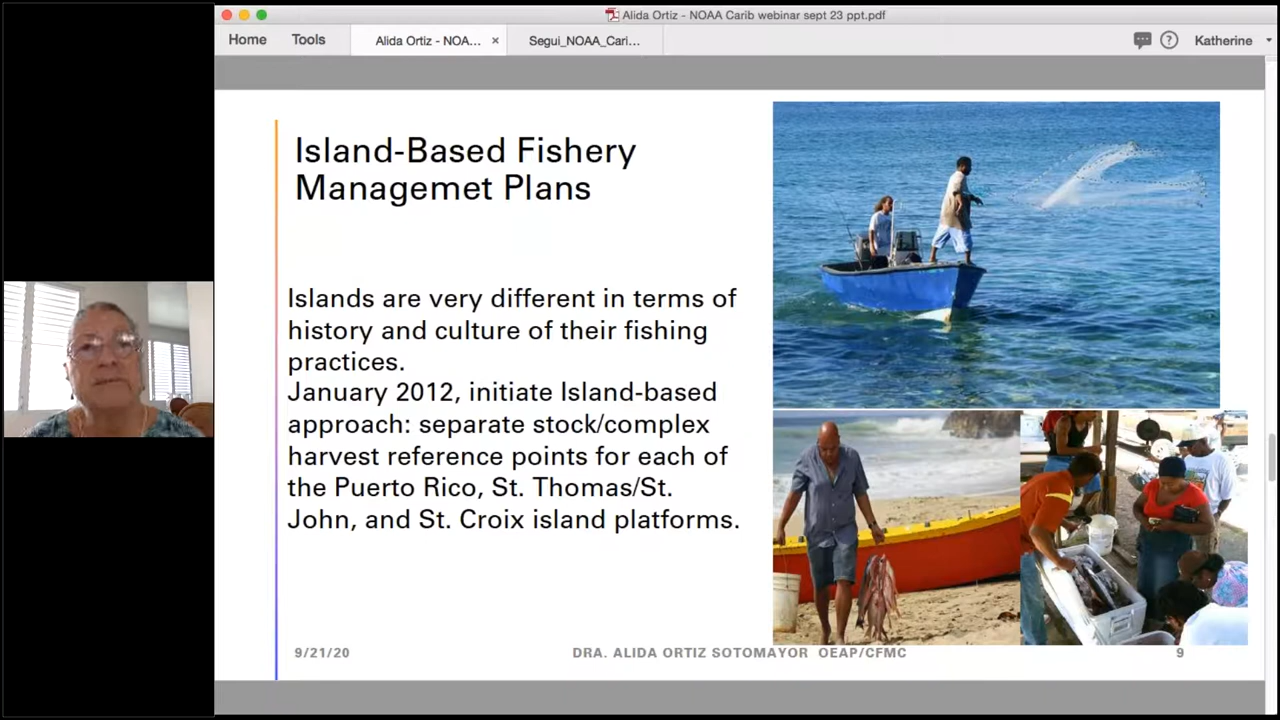 Alida Ortiz - NOAA Carib webinar sept 23 ppt.pdf
Home Tools Alida Ortiz - NOA... × Segui_NOAA_Cari... ? Katherine
Island-Based Fishery
Managemet Plans
Islands are very different in terms of
history and culture of their fishing
practices.
January 2012, initiate Island-based
approach: separate stock/complex
harvest reference points for each of
the Puerto Rico, St. Thomas/St.
John, and St. Croix island platforms.
9/21/20 DRA. ALIDA ORTIZ SOTOMAYOR OEAP/CFMC 9